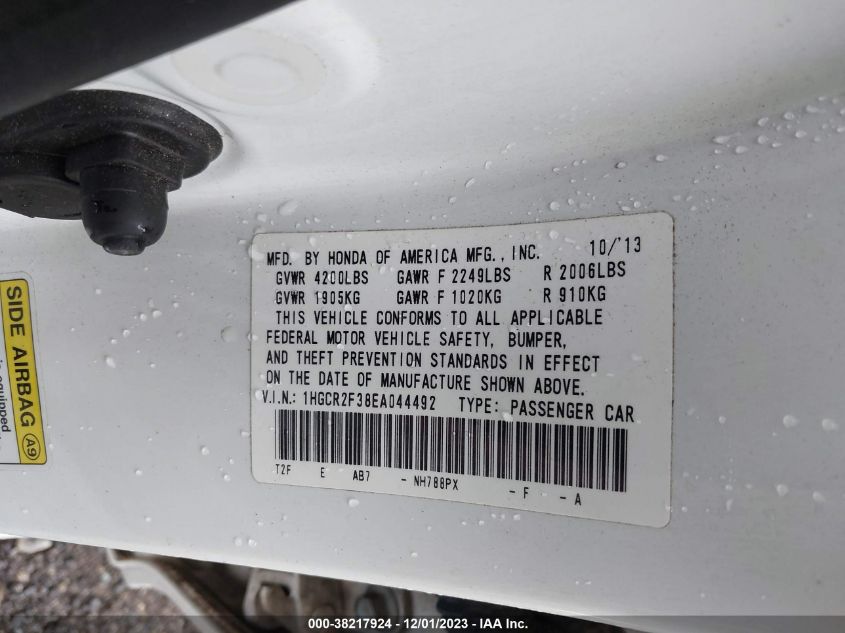 MFD. BY HONDA OF AMERICA MFG., INC. 10/'13
GVWR 4200LBS GAWR F 2249LBS R 2006LBS
GVWR 1905KG GAWR F 1020KG R 910KG
THIS VEHICLE CONFORMS TO ALL APPLICABLE
FEDERAL MOTOR VEHICLE SAFETY, BUMPER,
AND THEFT PREVENTION STANDARDS IN EFFECT
ON THE DATE OF MANUFACTURE SHOWN ABOVE.
V.I.N.: 1HGCR2F38EA044492 TYPE: PASSENGER CAR
T2F E AB7 - NH788PX - F - A
SIDE AIRBAG A9
equipped
000-38217924 - 12/01/2023 - IAA Inc.